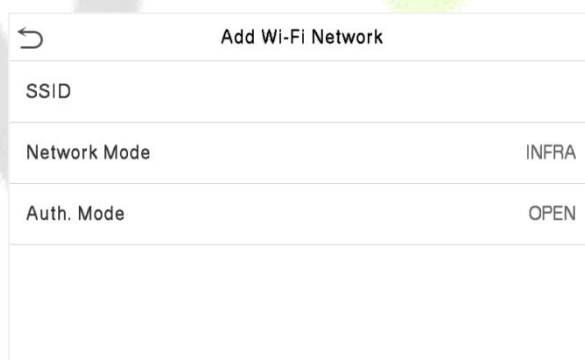 Add Wi-Fi Network
SSID
Network Mode INFRA
Auth. Mode OPEN